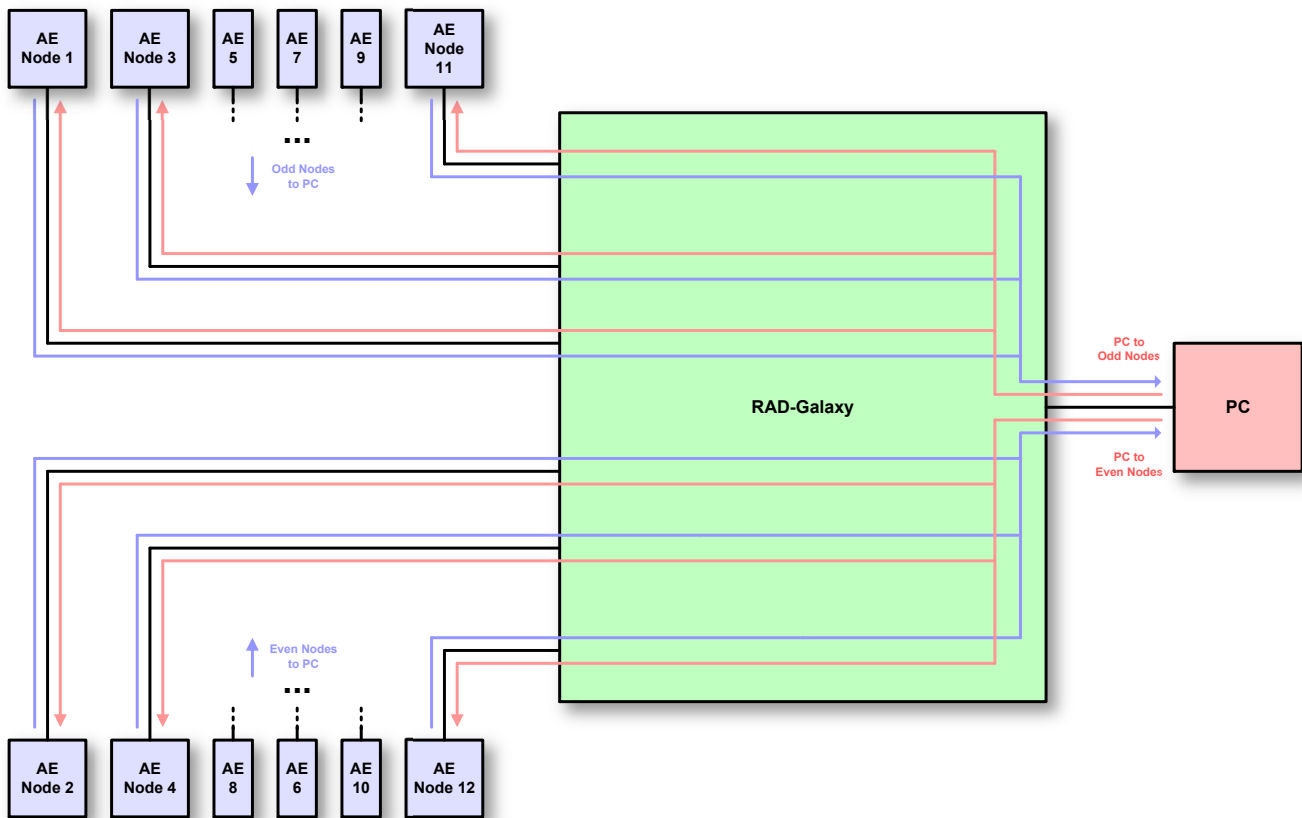 AE
Node 1
AE
Node 3
AE
5
AE
7
AE
9
AE
Node
11
...
Odd Nodes
to PC
PC to
Odd Nodes
RAD-Galaxy
PC
PC to
Even Nodes
Even Nodes
to PC
...
AE
Node 2
AE
Node 4
AE
8
AE
6
AE
10
AE
Node 12